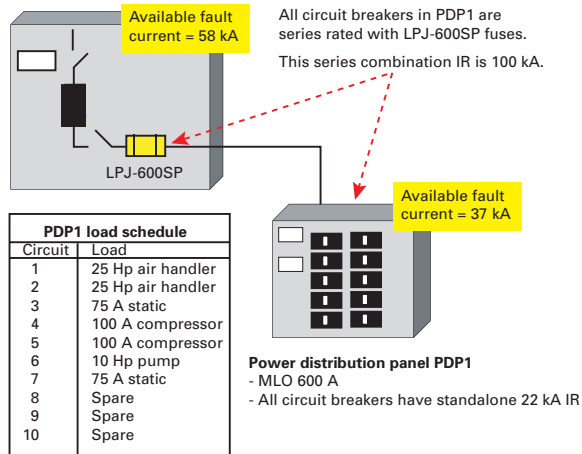 Available fault
current = 58 kA
All circuit breakers in PDP1 are
series rated with LPJ-600SP fuses.
This series combination IR is 100 kA.
LPJ-600SP
Available fault
current = 37 kA
PDP1 load schedule
Circuit Load
1 25 Hp air handler
2 25 Hp air handler
3 75 A static
4 100 A compressor
5 100 A compressor
6 10 Hp pump
7 75 A static
8 Spare
9 Spare
10 Spare
Power distribution panel PDP1
- MLO 600 A
- All circuit breakers have standalone 22 kA IR